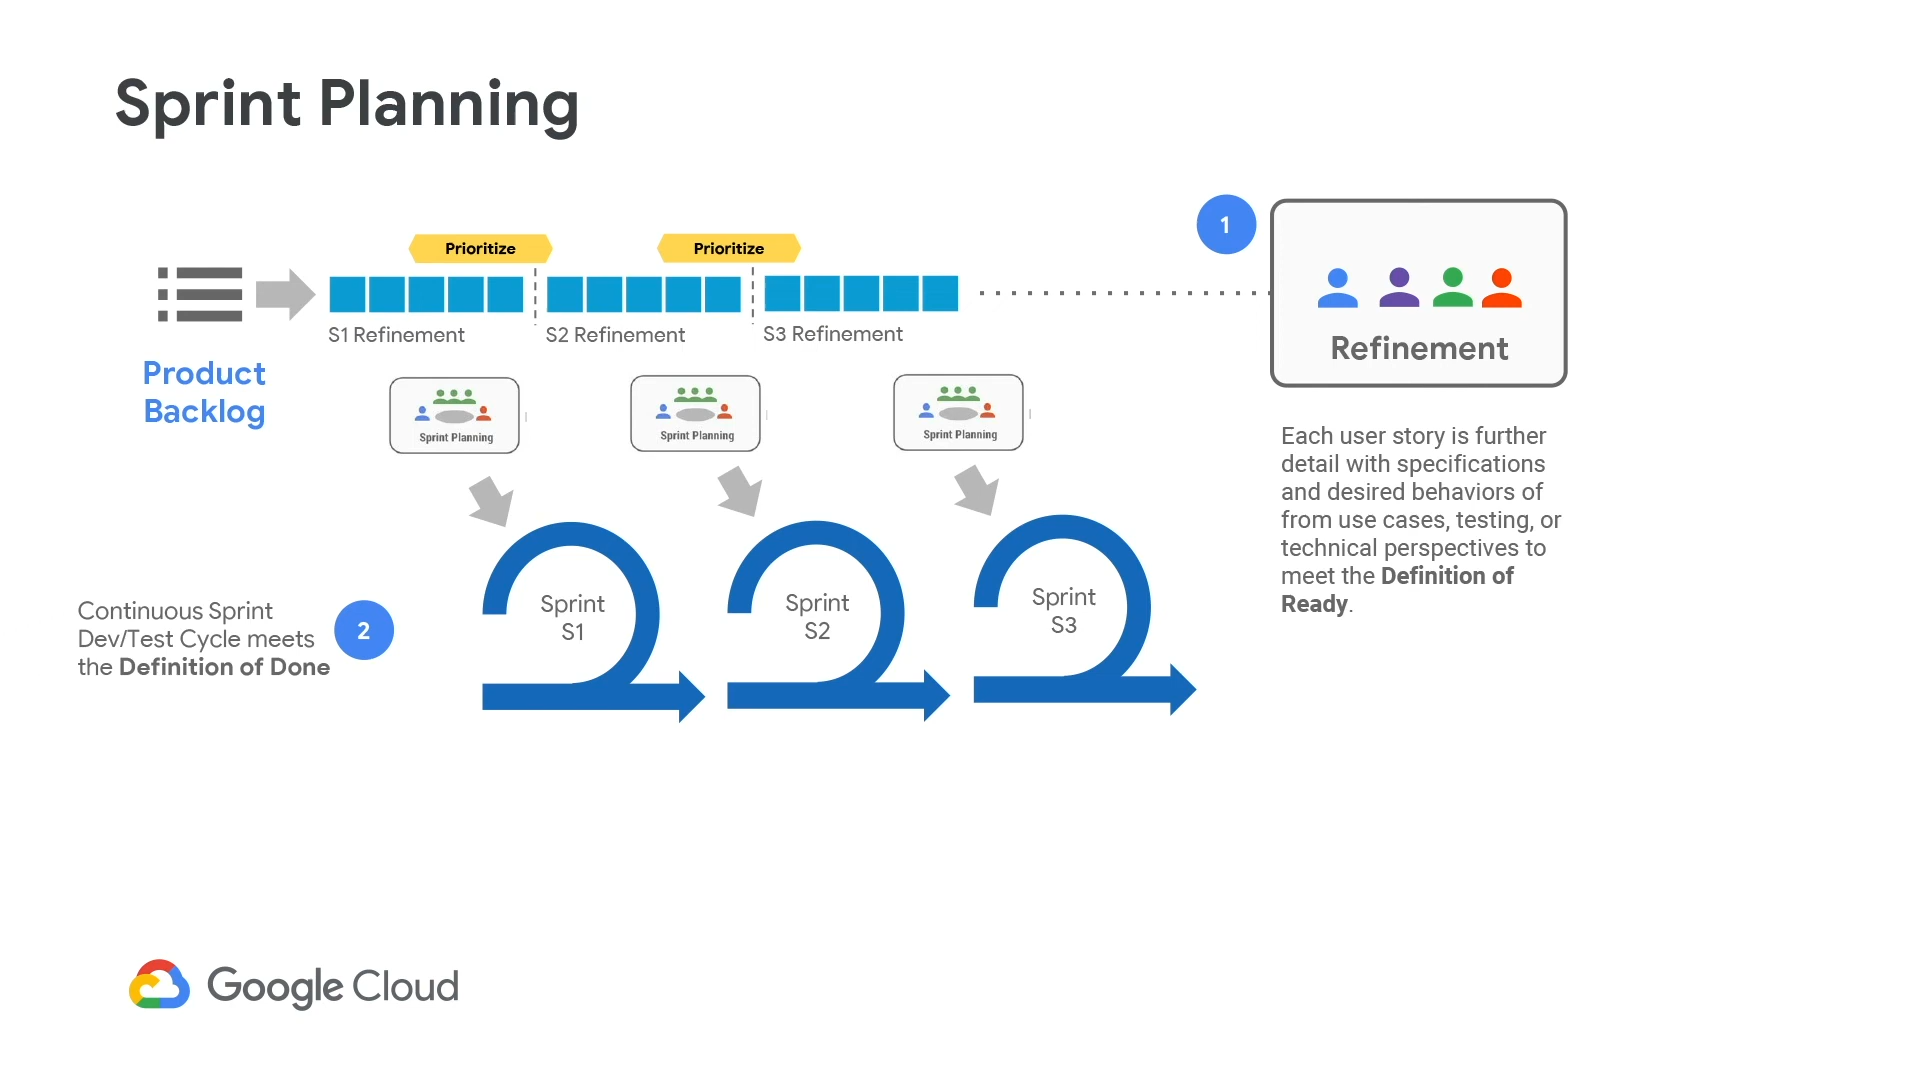 Sprint Planning
Prioritize
Prioritize
S1 Refinement
S2 Refinement
S3 Refinement
Product
Backlog
Sprint Planning
Sprint Planning
Sprint Planning
1
Refinement
Each user story is further
detail with specifications
and desired behaviors of
from use cases, testing, or
technical perspectives to
meet the Definition of
Ready.
Continuous Sprint
Dev/Test Cycle meets
the Definition of Done
2
Sprint
S1
Sprint
S2
Sprint
S3
Google Cloud